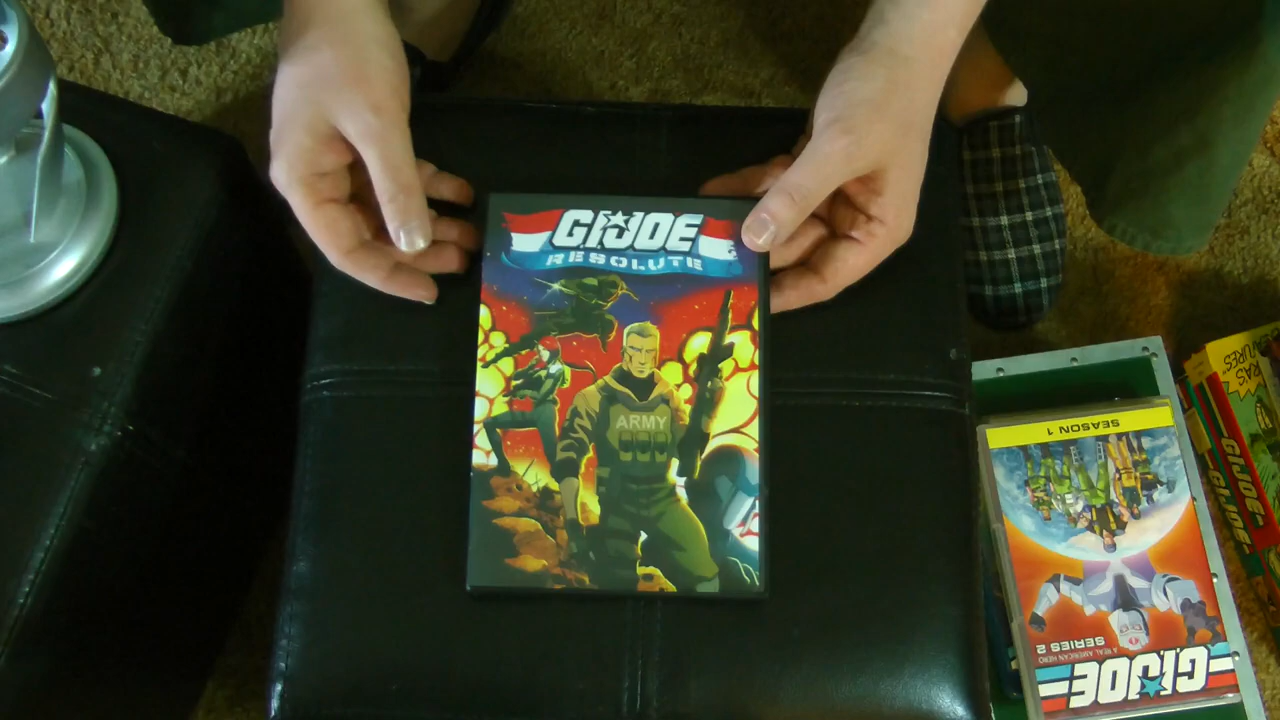 G.I. JOE
RESOLUTE
ARMY
SEASON 1
A REAL AMERICAN HERO
SERIES 2
G.I. JOE
G.I. JOE
G.I. JOE